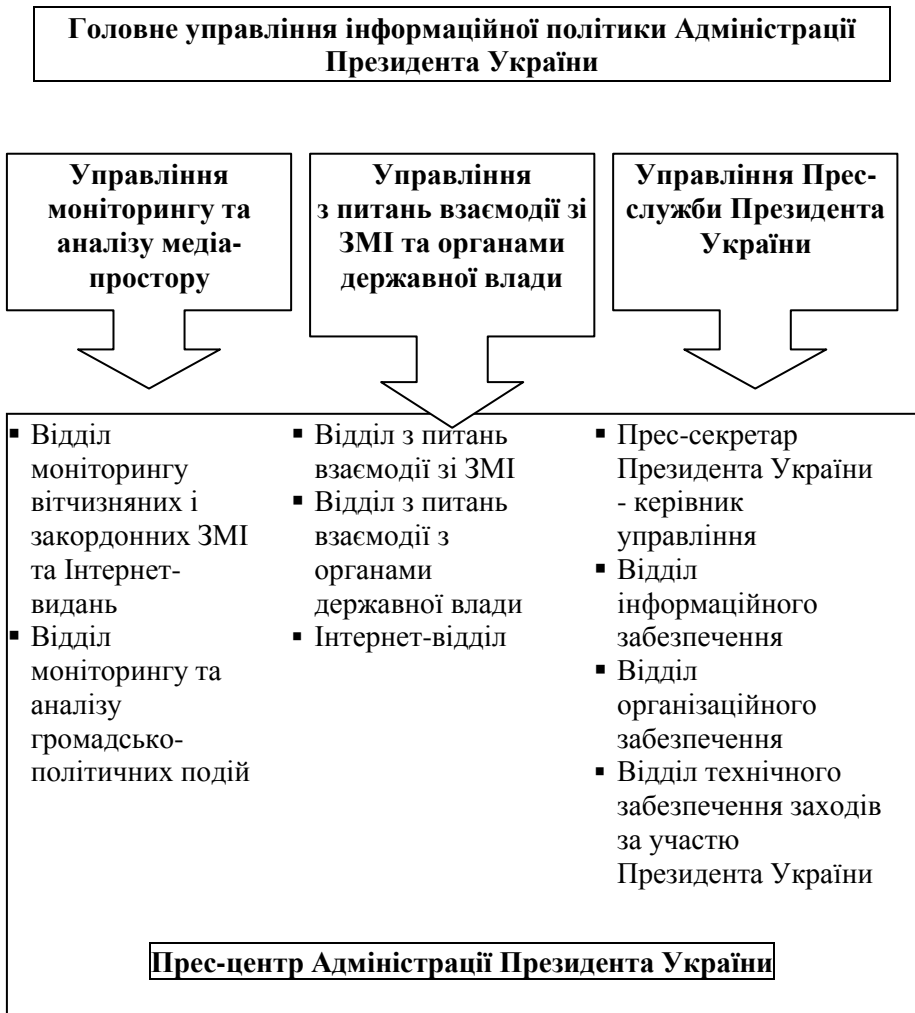 Головне управління інформаційної політики Адміністрації
Президента України
Управління
моніторингу та
аналізу медіа-
простору
Управління
з питань взаємодії зі
ЗМІ та органами
державної влади
Управління Прес-
служби Президента
України
▪ Відділ
моніторингу
вітчизняних і
закордонних ЗМІ
та Інтернет-
видань
▪ Відділ
моніторингу та
аналізу
громадсько-
політичних подій
▪ Відділ з питань
взаємодії зі ЗМІ
▪ Відділ з питань
взаємодії з
органами
державної влади
▪ Інтернет-відділ
▪ Прес-секретар
Президента України
- керівник
управління
▪ Відділ
інформаційного
забезпечення
▪ Відділ
організаційного
забезпечення
▪ Відділ технічного
забезпечення заходів
за участю
Президента України
Прес-центр Адміністрації Президента України